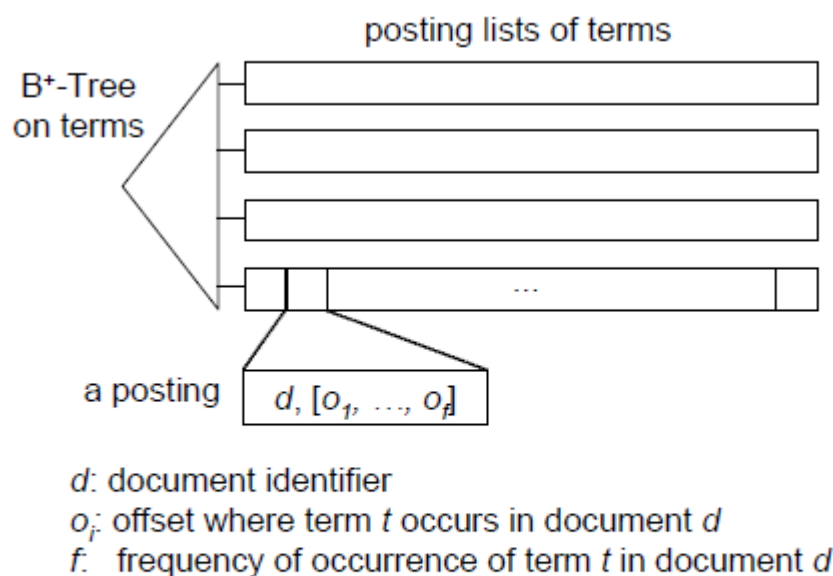 posting lists of terms
B⁺-Tree
on terms
...
a posting
d, [o₁, ..., o_f]
d: document identifier
oᵢ: offset where term t occurs in document d
f: frequency of occurrence of term t in document d